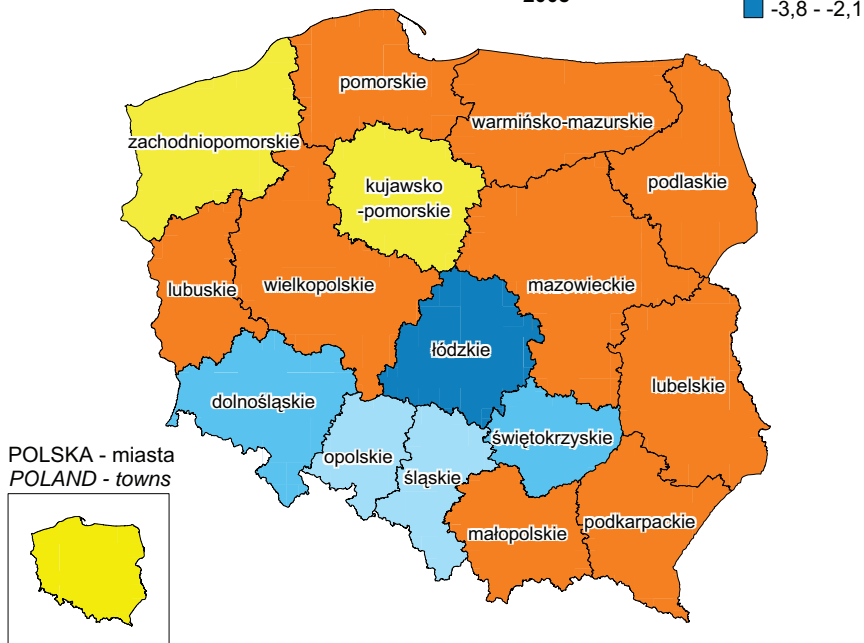 -3,8 - -2,1
pomorskie
warmińsko-mazurskie
zachodniopomorskie
podlaskie
kujawsko
-pomorskie
lubuskie
wielkopolskie
mazowieckie
łódzkie
lubelskie
dolnośląskie
świętokrzyskie
opolskie
śląskie
POLSKA - miasta
POLAND - towns
małopolskie
podkarpackie